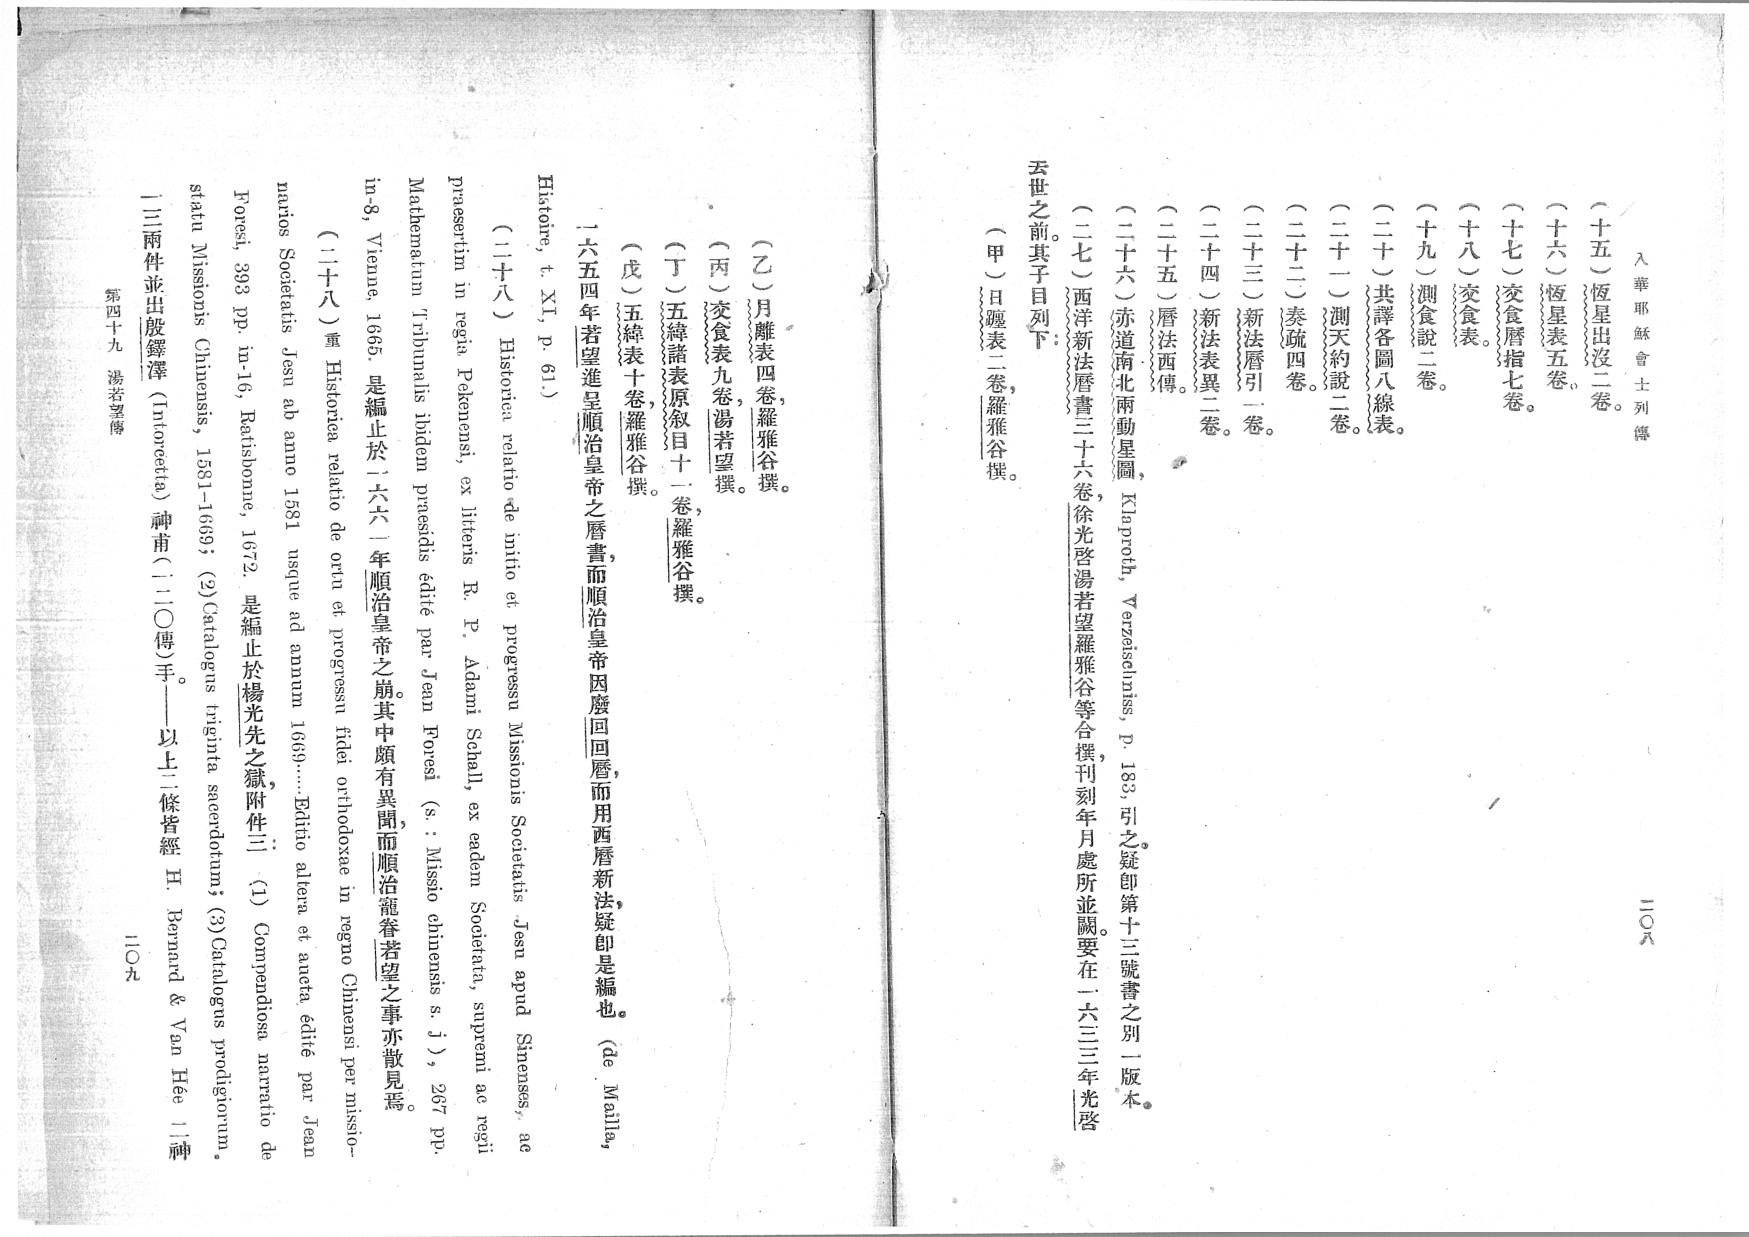 入華耶穌會士列傳
二〇八
(十五)恆星出沒二卷。
(十六)恆星表五卷。
(十七)交食曆指七卷。
(十八)交食表。
(十九)測食說二卷。
(二十)共譯各圖八線表。
(二十一)測天約說二卷。
(二十二)奏疏四卷。
(二十三)新法曆引一卷。
(二十四)新法表異二卷。
(二十五)曆法西傳。
(二十六)赤道南北兩動星圖, Klaproth, Verzeischniss, p. 183, 引之。疑即第十三號書之別一版本。
(二七)西洋新法曆書三十六卷,徐光啓湯若望羅雅谷等合撰,刊刻年月處所並闕。要在一六三三年光啓
去世之前。其子目列下:
(甲)日躔表二卷,羅雅谷撰。
(乙)月離表四卷,羅雅谷撰。
(丙)交食表九卷,湯若望撰。
(丁)五緯諸表原敘目十一卷,羅雅谷撰。
(戊)五緯表十卷,羅雅谷撰。
一六五四年若望進呈順治皇帝之曆書,而順治皇帝因廢回回曆,而用西曆新法,疑卽是編也。 (de Mailla,
Histoire, t. XI, p. 61.)
(二十八) Historica relatio de initio et progressu Missionis Societatis Jesu apud Sinenses, ac
praesertim in regia Pekenensi, ex litteris R. P. Adami Schall, ex eadem Societata, supremi ac regii
Mathematum Tribunalis ibidem praesidis édité par Jean Foresi (s. : Missio chinensis s. j ), 267 pp.
in-8, Vienne, 1665. 是編止於一六六一年順治皇帝之崩。其中頗有異聞,而順治寵眷若望之事亦散見焉。
(二十八)重 Historica relatio de ortu et progressu fidei orthodoxae in regno Chinensi per missio-
narios Societatis Jesu ab anno 1581 usque ad annum 1669……Editio altera et aucta édité par Jean
Foresi, 393 pp. in-16, Ratisbonne, 1672. 是編止於楊光先之獄,附件三: (1) Compendiosa narratio de
statu Missionis Chinensis, 1581-1669; (2)Catalogus triginta sacerdotum; (3)Catalogus prodigiorum.
一三兩件並出殷鐸澤 (Intorcetta) 神甫(一二〇傳)手。——以上二條皆經 H. Bernard & Van Hée 二神
第四十九 湯若望傳
二〇九